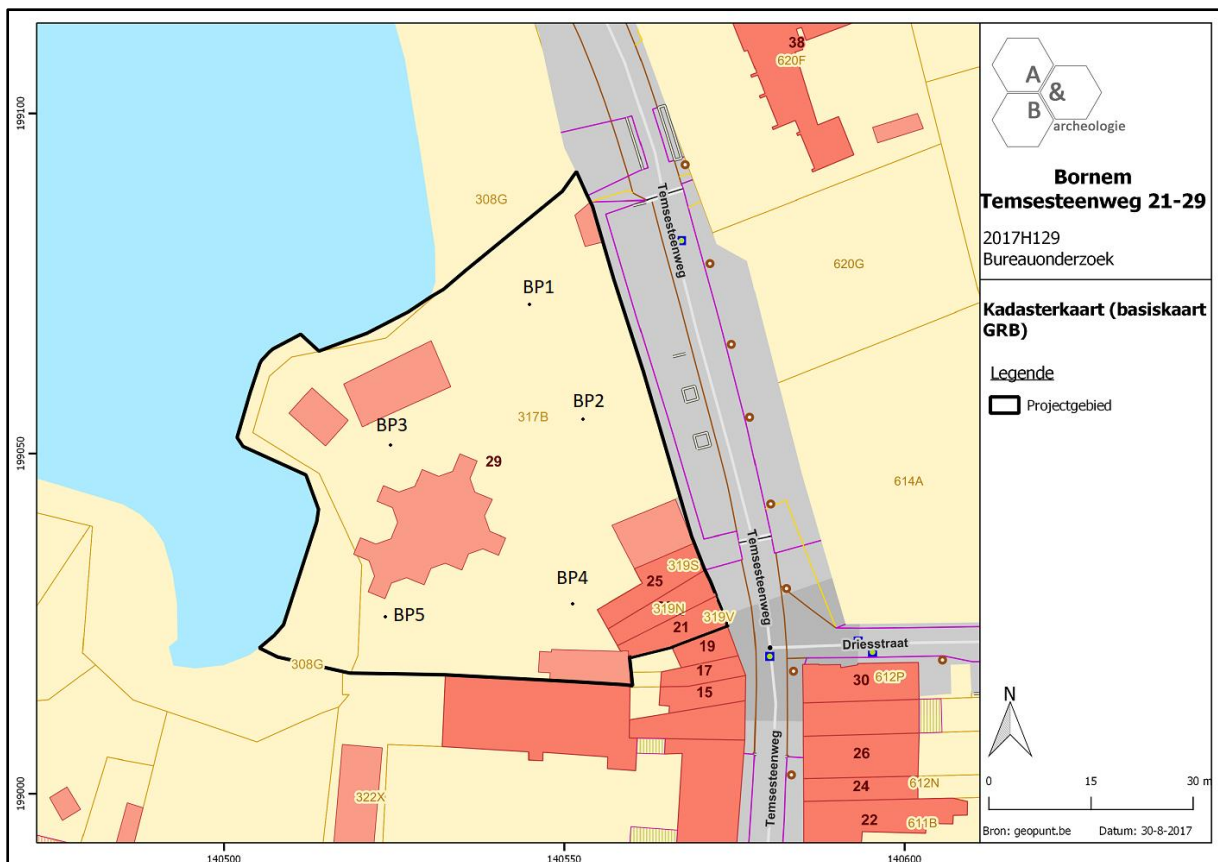 38
620F
199100
Temsesteenweg
308G
620G
BP1
BP2
317B
BP3
199050
29
614A
Temsesteenweg
319S
25
BP4
319N
319V
BP5
21
19
Driesstraat
308G
17
30
612P
15
26
24
612N
199000
322X
Temsesteenweg
22
611B
140500
140550
140600
A
&
B
archeologie
Bornem
Temsesteenweg 21-29
2017H129
Bureauonderzoek
Kadasterkaart (basiskaart
GRB)
Legende
Projectgebied
N
0 15 30 m
Bron: geopunt.be Datum: 30-8-2017